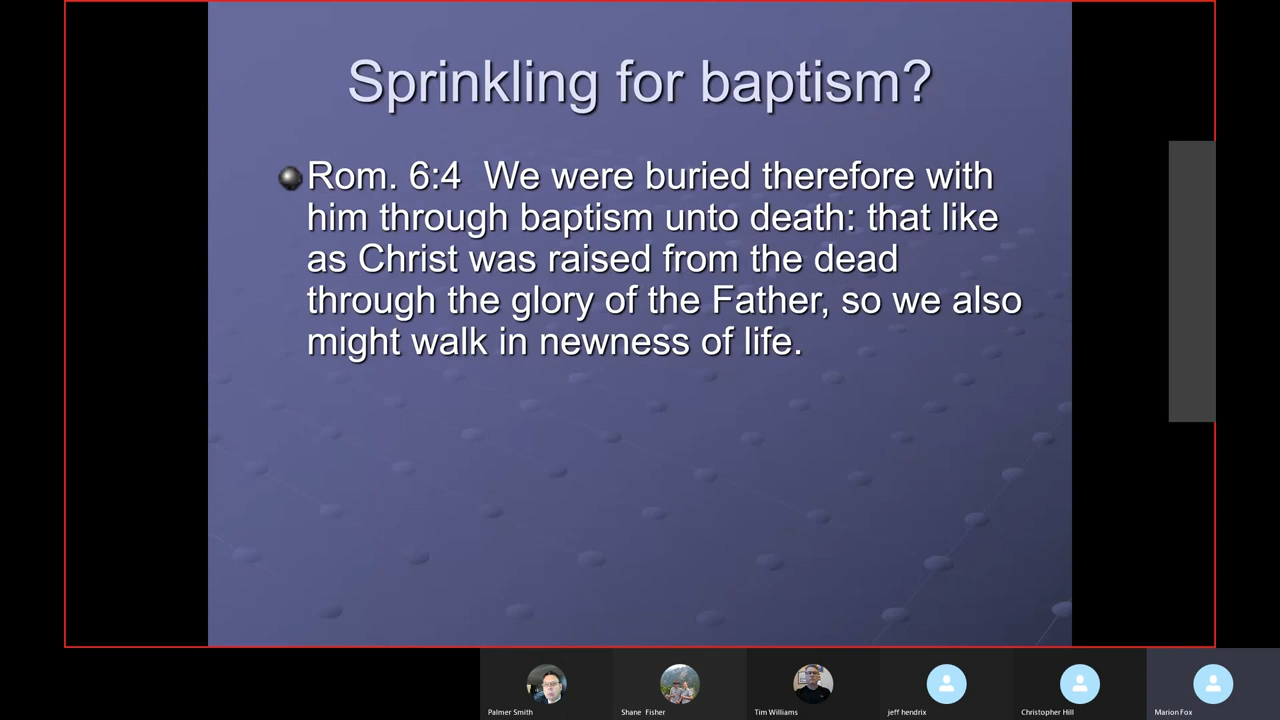 Sprinkling for baptism?
Rom. 6:4 We were buried therefore with
him through baptism unto death: that like
as Christ was raised from the dead
through the glory of the Father, so we also
might walk in newness of life.
Palmer Smith
Shane Fisher
Tim Williams
jeff hendrix
Christopher Hill
Marion Fox